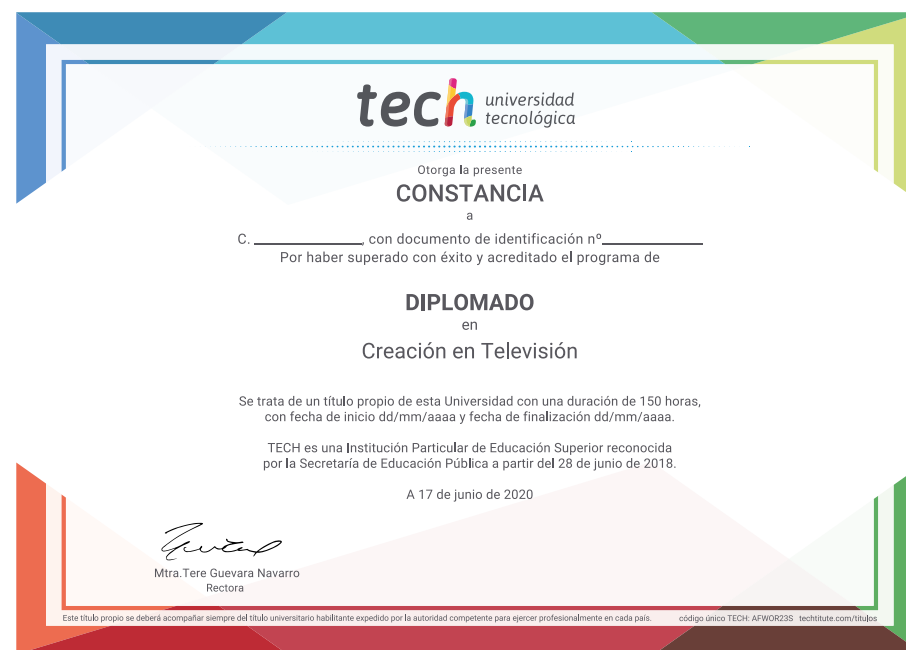 tech universidad
tecnológica
Otorga la presente
CONSTANCIA
a
C. ______________, con documento de identificación nº______________
Por haber superado con éxito y acreditado el programa de
DIPLOMADO
en
Creación en Televisión
Se trata de un título propio de esta Universidad con una duración de 150 horas,
con fecha de inicio dd/mm/aaaa y fecha de finalización dd/mm/aaaa.
TECH es una Institución Particular de Educación Superior reconocida
por la Secretaría de Educación Pública a partir del 28 de junio de 2018.
A 17 de junio de 2020
Mtra.Tere Guevara Navarro
Rectora
Este título propio se deberá acompañar siempre del título universitario habilitante expedido por la autoridad competente para ejercer profesionalmente en cada país. código único TECH: AFWOR23S techtitute.com/titulos